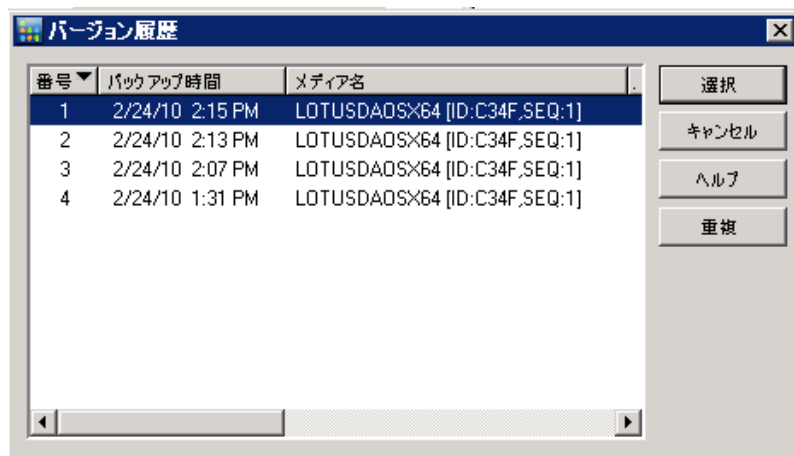 バージョン履歴
番号 バックアップ時間 メディア名 .
1 2/24/10 2:15 PM LOTUSDAOSX64 [ID:C34F,SEQ:1]
2 2/24/10 2:13 PM LOTUSDAOSX64 [ID:C34F,SEQ:1]
3 2/24/10 2:07 PM LOTUSDAOSX64 [ID:C34F,SEQ:1]
4 2/24/10 1:31 PM LOTUSDAOSX64 [ID:C34F,SEQ:1]
選択
キャンセル
ヘルプ
重複